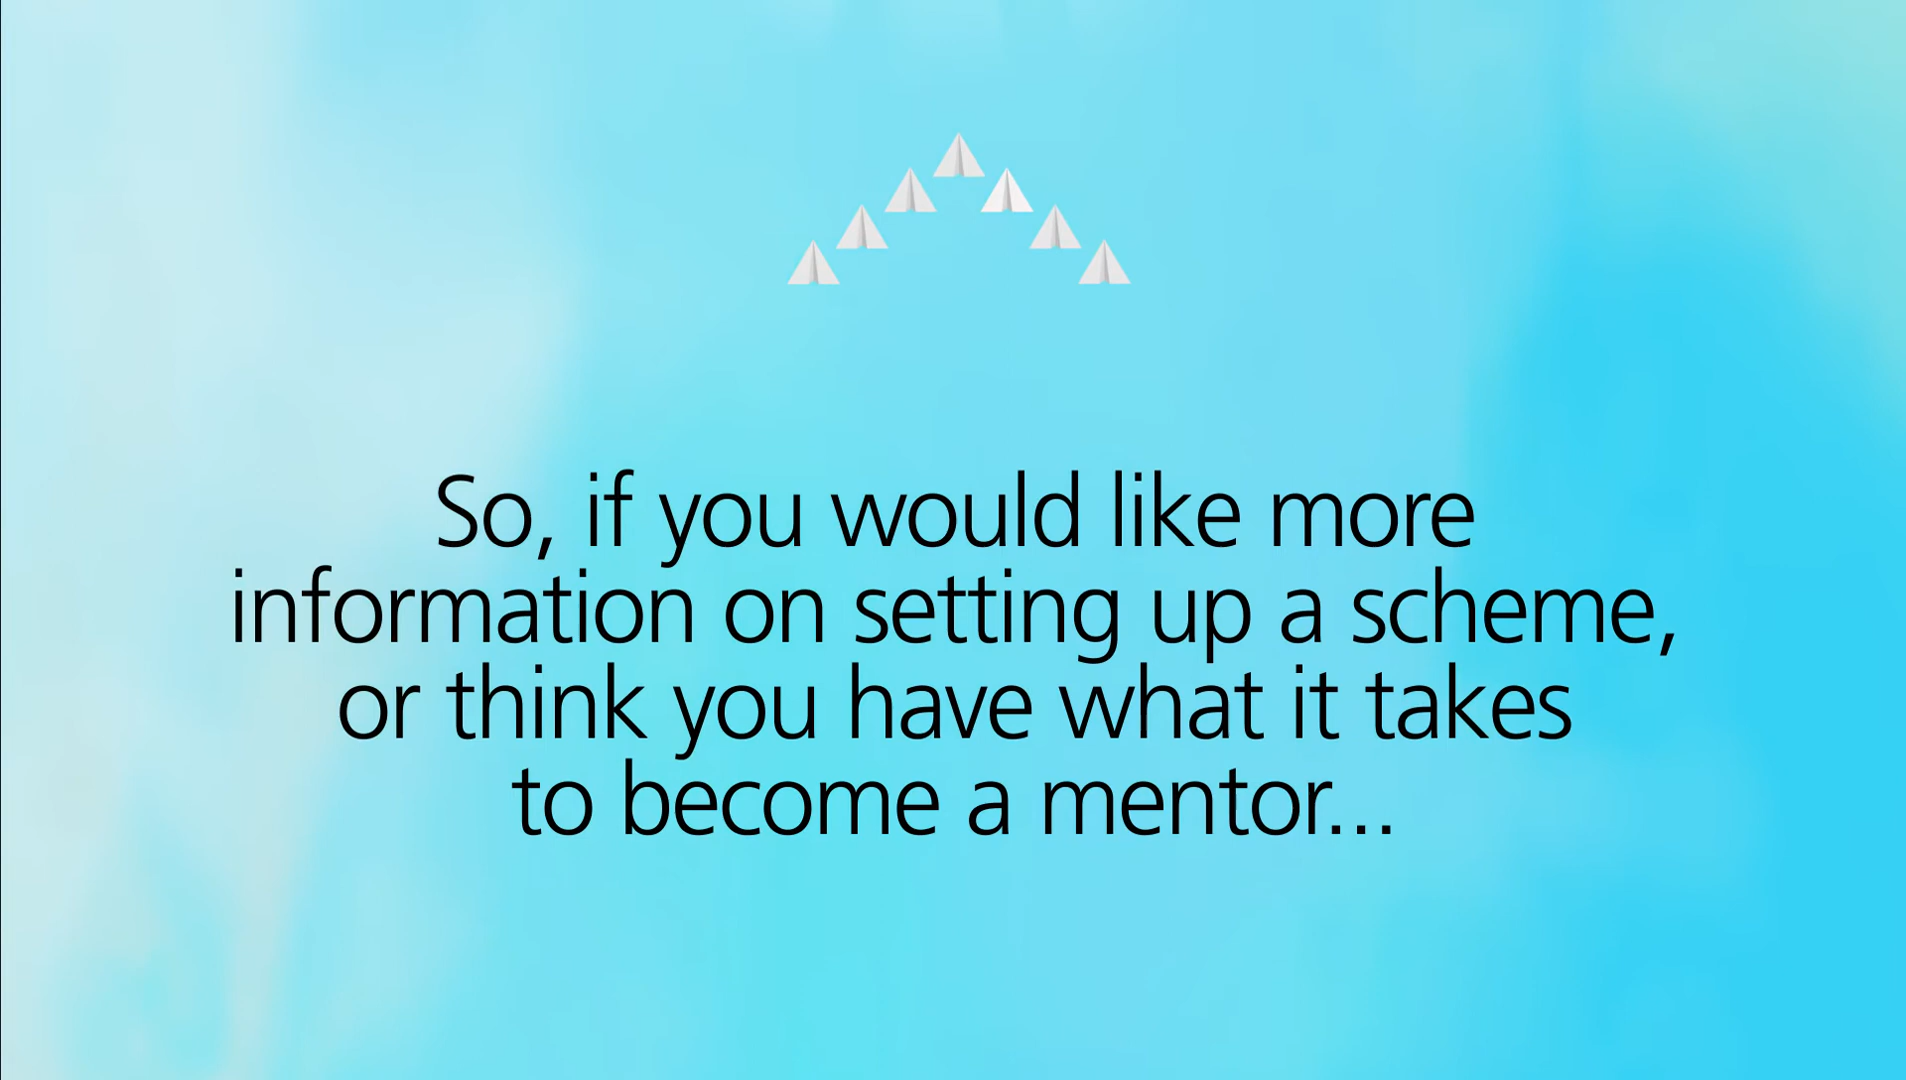 So, if you would like more
information on setting up a scheme,
or think you have what it takes
to become a mentor...